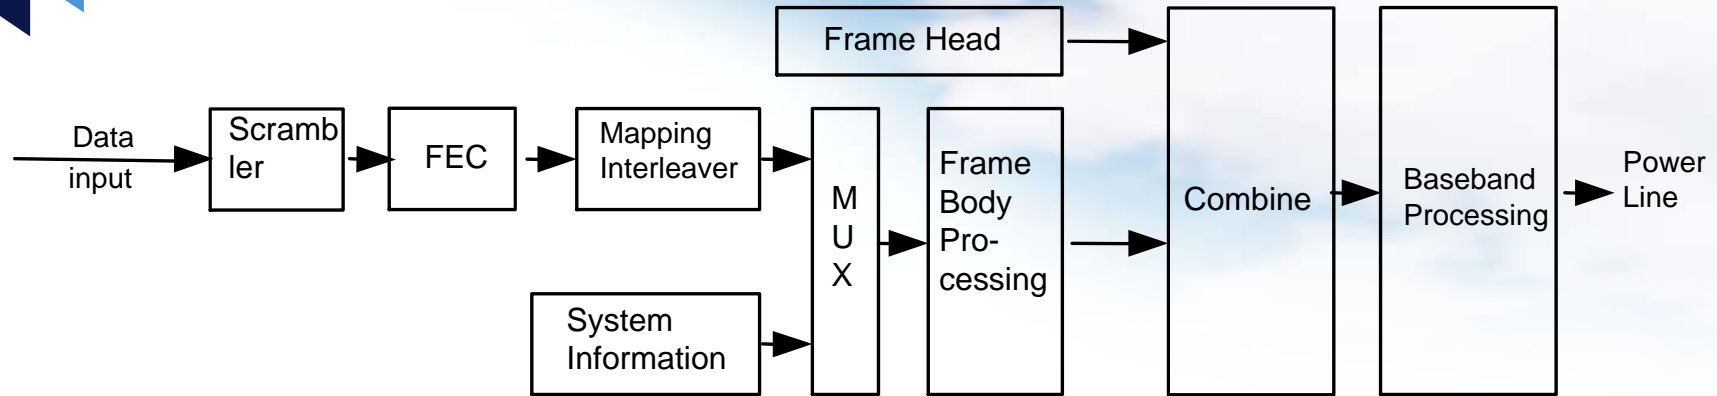 Frame Head
Data
input
Scramb
ler
FEC
Mapping
Interleaver
System
Information
M
U
X
Frame
Body
Pro-
cessing
Combine
Baseband
Processing
Power
Line